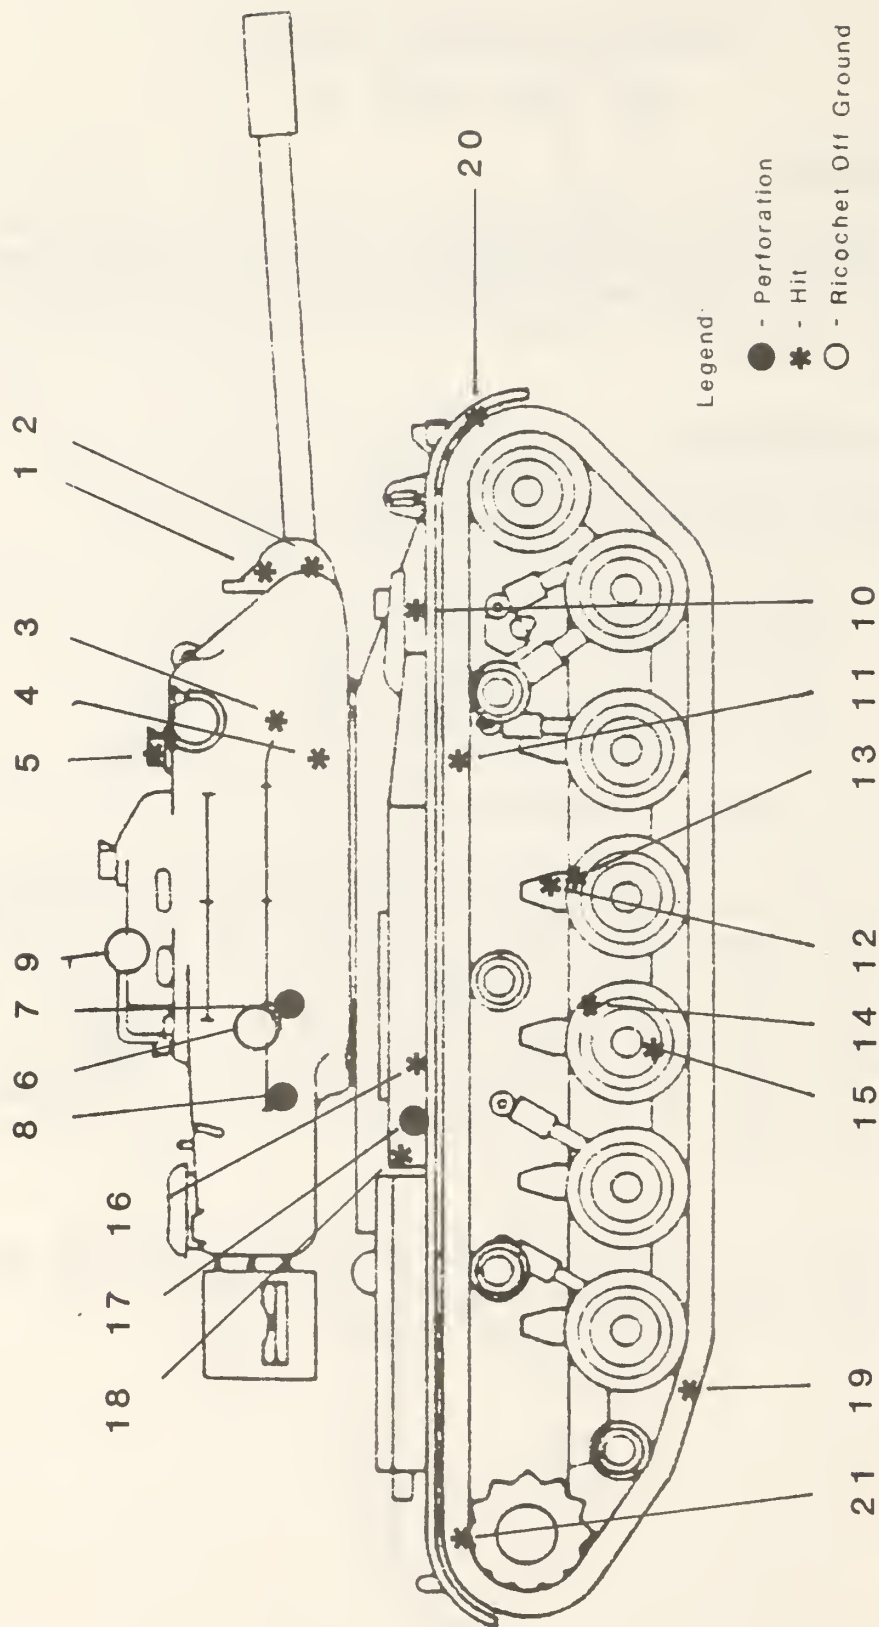 8 6 7 9 5 4 3 1 2
18 17 16
20
Legend:
- Perforation
- Hit
- Ricochet Off Ground
21 19 15 14 12 13 11 10